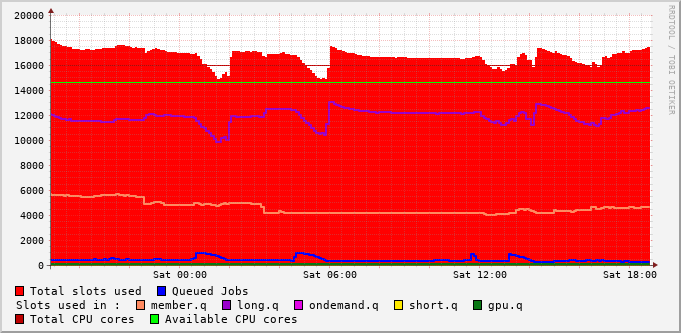 RRDTOOL / TOBI OETIKER
20000
18000
16000
14000
12000
10000
8000
6000
4000
2000
0
Sat 00:00 Sat 06:00 Sat 12:00 Sat 18:00
Total slots used Queued Jobs
Slots used in : member.q long.q ondemand.q short.q gpu.q
Total CPU cores Available CPU cores